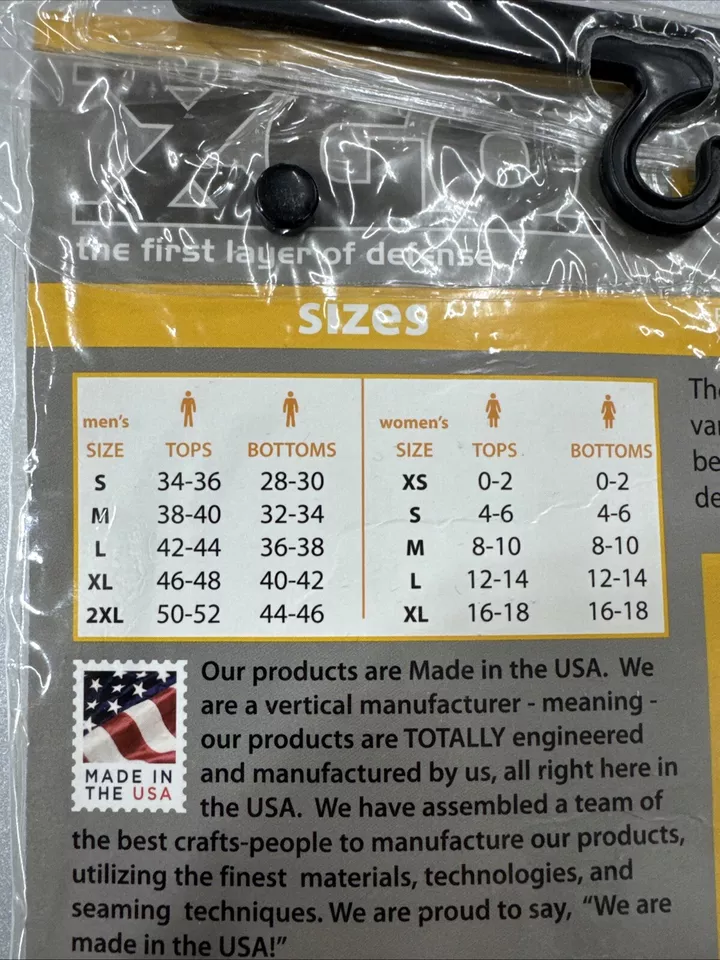 the first layer of defense
sizes
men's
SIZE TOPS BOTTOMS
S 34-36 28-30
M 38-40 32-34
L 42-44 36-38
XL 46-48 40-42
2XL 50-52 44-46
women's
SIZE TOPS BOTTOMS
XS 0-2 0-2
S 4-6 4-6
M 8-10 8-10
L 12-14 12-14
XL 16-18 16-18
MADE IN
THE USA
Our products are Made in the USA. We
are a vertical manufacturer - meaning -
our products are TOTALLY engineered
and manufactured by us, all right here in
the USA. We have assembled a team of
the best crafts-people to manufacture our products,
utilizing the finest materials, technologies, and
seaming techniques. We are proud to say, “We are
made in the USA!”